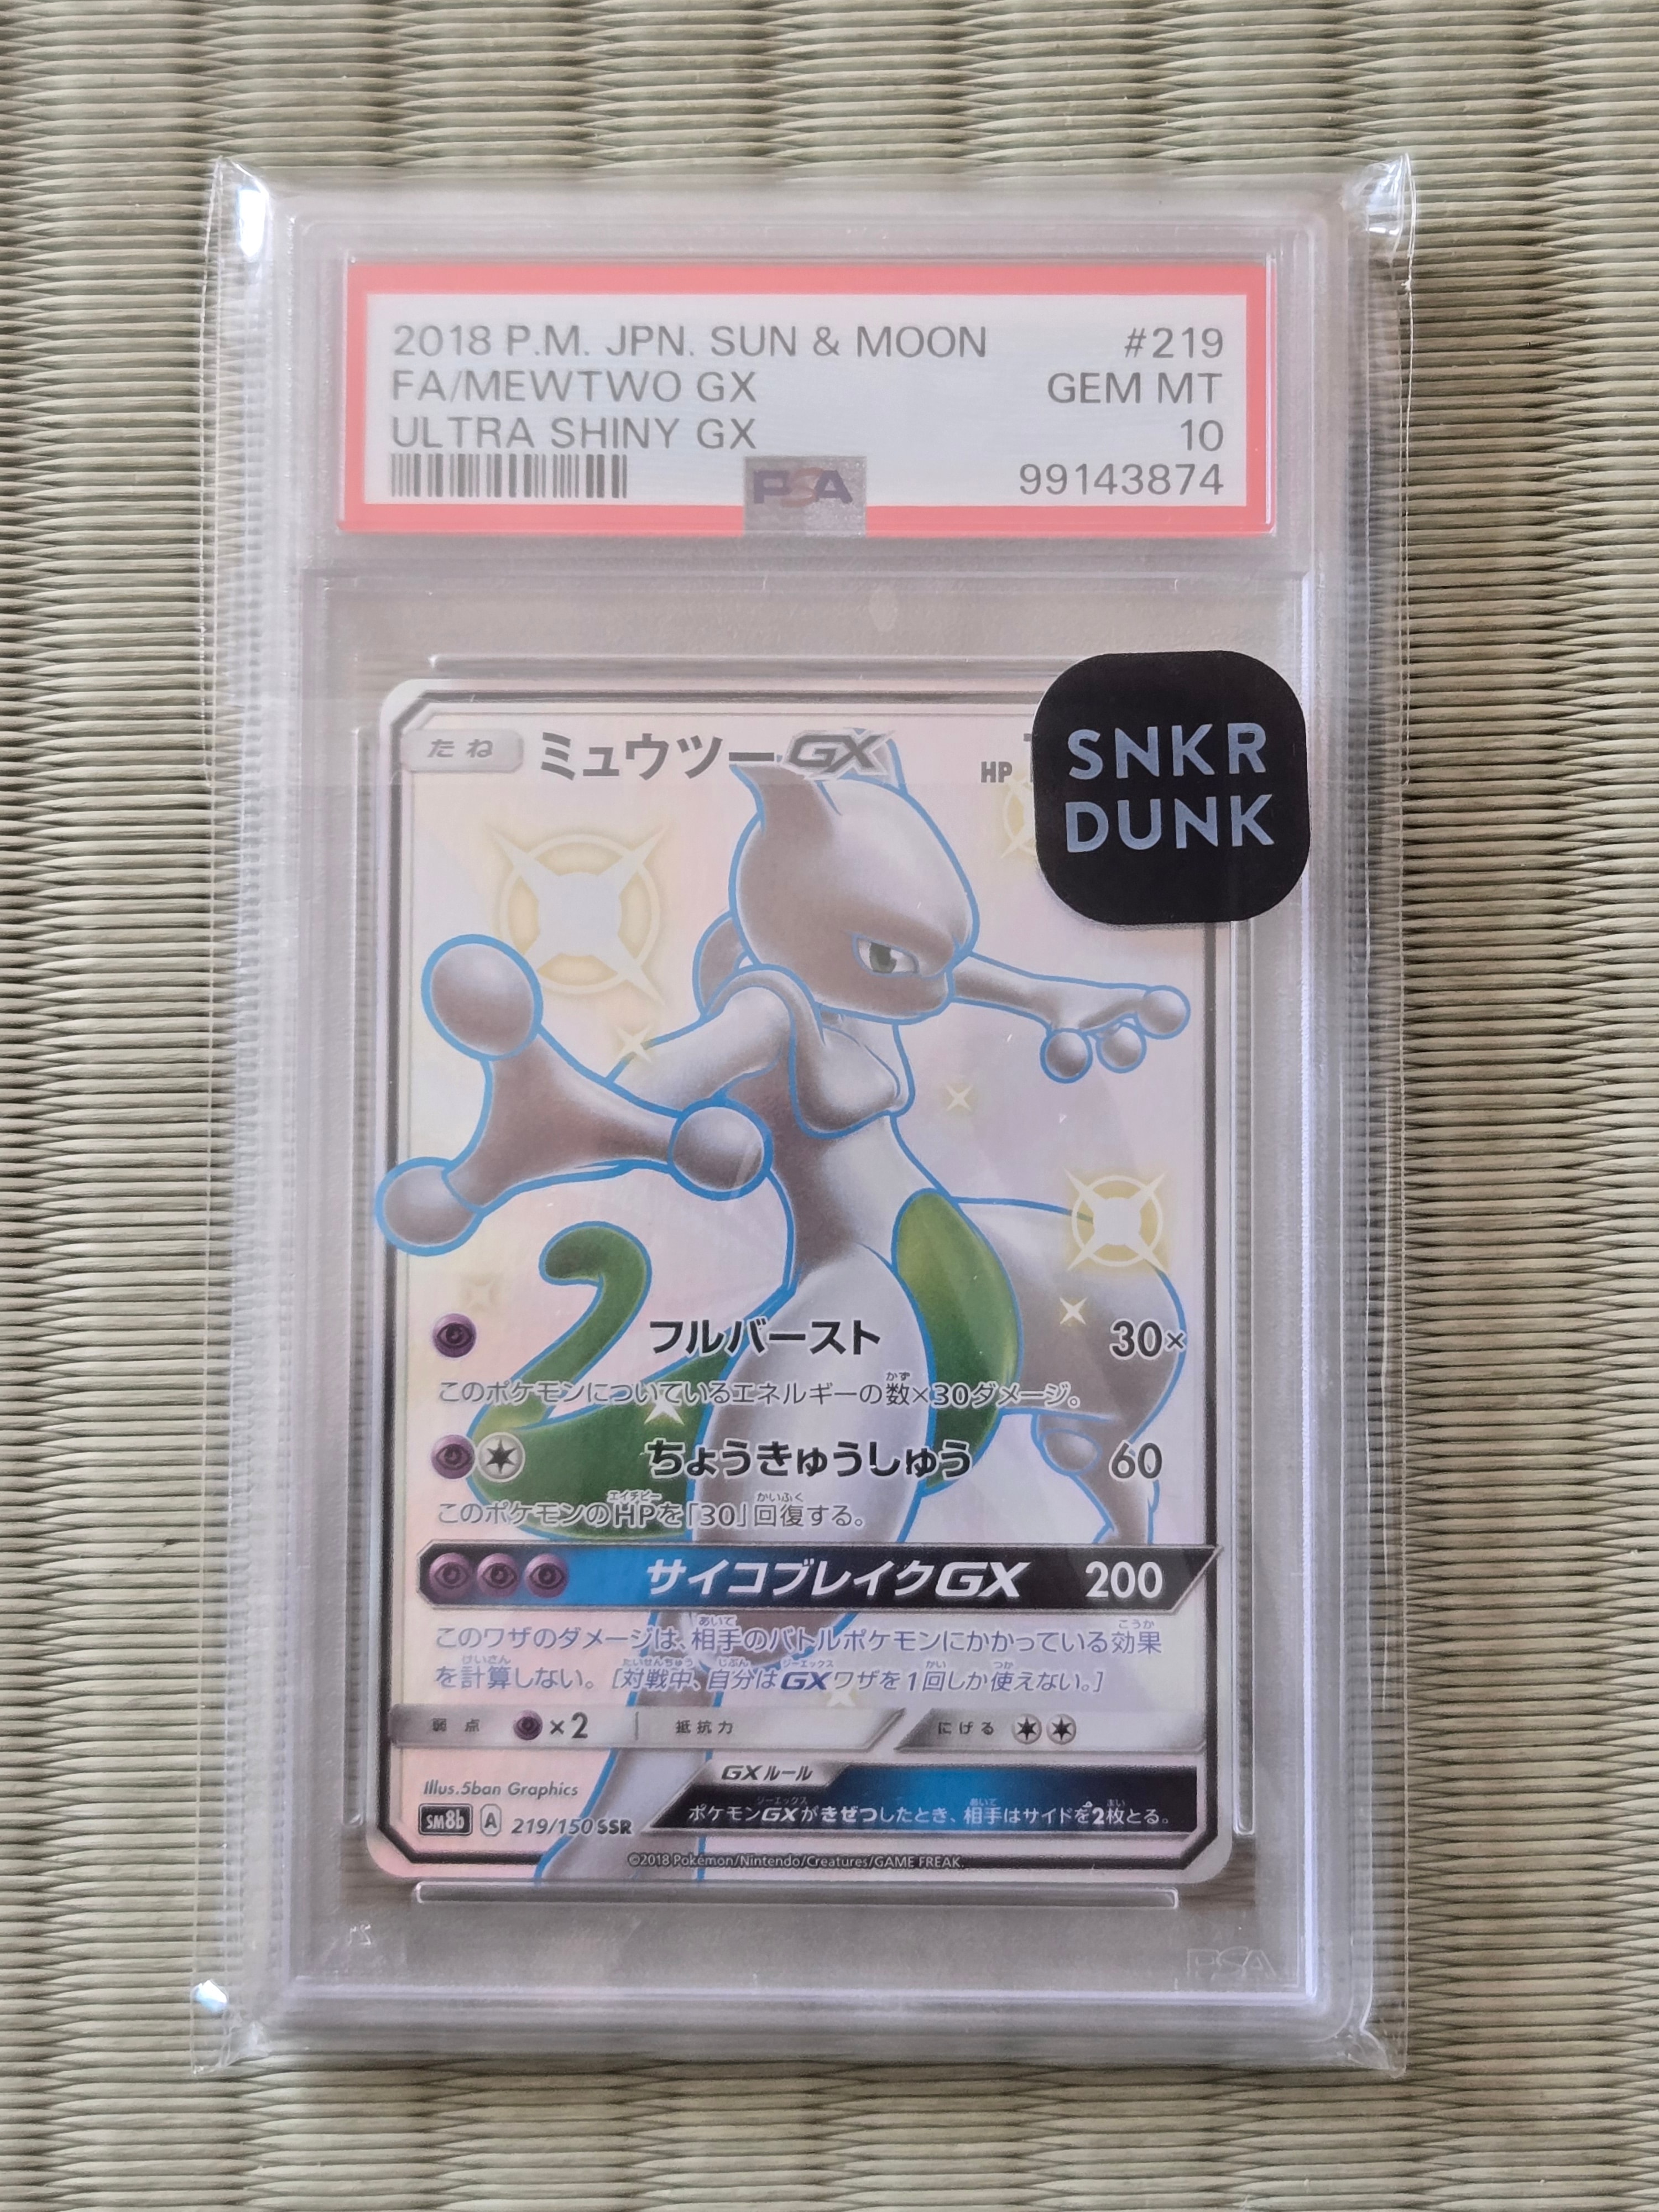 2018 P.M. JPN. SUN & MOON #219
FA/MEWTWO GX GEM MT
ULTRA SHINY GX 10
PSA 99143874
SNKR
DUNK
たね ミュウツーGX HP
フルバースト 30×
このポケモンについているエネルギーの数×30ダメージ。
ちょうきゅうしゅう 60
このポケモンのHPを「30」回復する。
サイコブレイクGX 200
このワザのダメージは、相手のバトルポケモンにかかっている効果
を計算しない。[対戦中、自分はGXワザを1回しか使えない。]
弱点 ×2 抵抗力 にげる
GXルール
ポケモンGXがきぜつしたとき、相手はサイドを2枚とる。
Illus.5ban Graphics
SM8b A 219/150 SSR
©2018 Pokémon/Nintendo/Creatures/GAME FREAK.
PSA